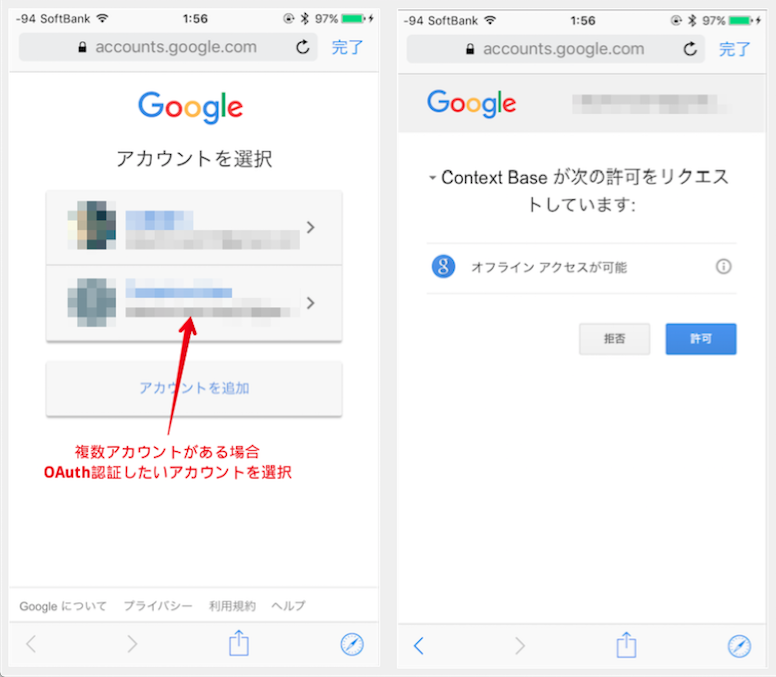 -94 SoftBank 1:56 97%
accounts.google.com 完了
Google
アカウントを選択
アカウントを追加
複数アカウントがある場合
OAuth認証したいアカウントを選択
Google について プライバシー 利用規約 ヘルプ
-94 SoftBank 1:56 97%
accounts.google.com 完了
Google
Context Base が次の許可をリクエス
トしています:
8 オフライン アクセスが可能
拒否 許可